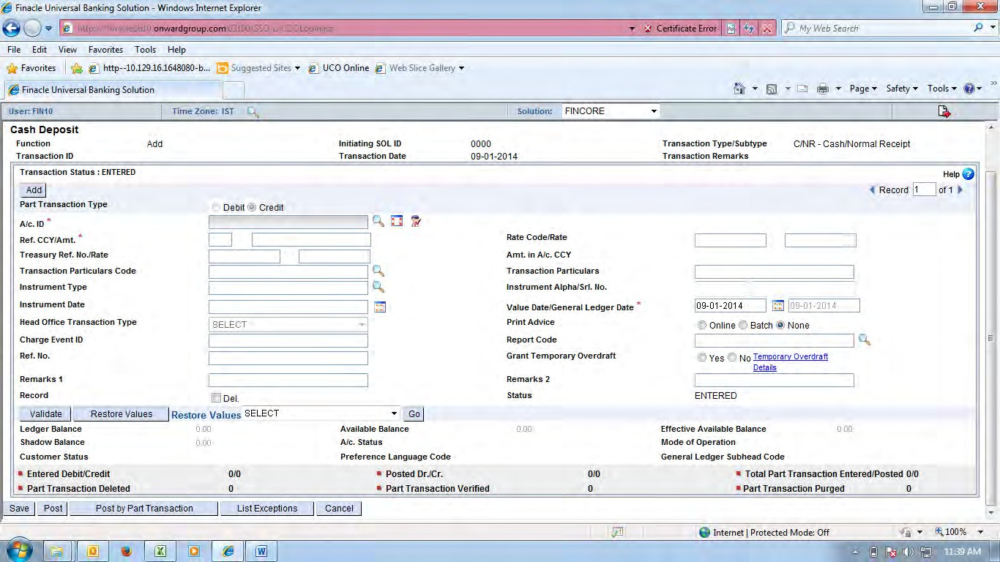 Finacle Universal Banking Solution - Windows Internet Explorer
onwardgroup.com Certificate Error My Web Search
File Edit View Favorites Tools Help
Favorites http--10.129.16.1648080-b... Suggested Sites UCO Online Web Slice Gallery
Finacle Universal Banking Solution Page Safety Tools
User: FIN10 Time Zone: IST Solution: FINCORE
Cash Deposit
Function Add Initiating SOL ID 0000 Transaction Type/Subtype C/NR - Cash/Normal Receipt
Transaction ID Transaction Date 09-01-2014 Transaction Remarks
Transaction Status : ENTERED
Help ?
Add Record 1 of 1
Part Transaction Type Debit Credit
A/c. ID *
Ref. CCY/Amt. * Rate Code/Rate
Treasury Ref. No./Rate Amt. in A/c. CCY
Transaction Particulars Code Transaction Particulars
Instrument Type Instrument Alpha/Srl. No.
Instrument Date Value Date/General Ledger Date * 09-01-2014 09-01-2014
Head Office Transaction Type SELECT Print Advice Online Batch None
Charge Event ID Report Code
Ref. No. Grant Temporary Overdraft Yes No Temporary Overdraft
Details
Remarks 1 Remarks 2
Record Del. Status ENTERED
Validate Restore Values Restore Values SELECT Go
Ledger Balance 0.00 Available Balance 0.00 Effective Available Balance 0.00
Shadow Balance 0.00 A/c. Status Mode of Operation
Customer Status Preference Language Code General Ledger Subhead Code
Entered Debit/Credit 0/0 Posted Dr./Cr. 0/0 Total Part Transaction Entered/Posted 0/0
Part Transaction Deleted 0 Part Transaction Verified 0 Part Transaction Purged 0
Save Post Post by Part Transaction List Exceptions Cancel
Internet | Protected Mode: Off 100%
11:39 AM